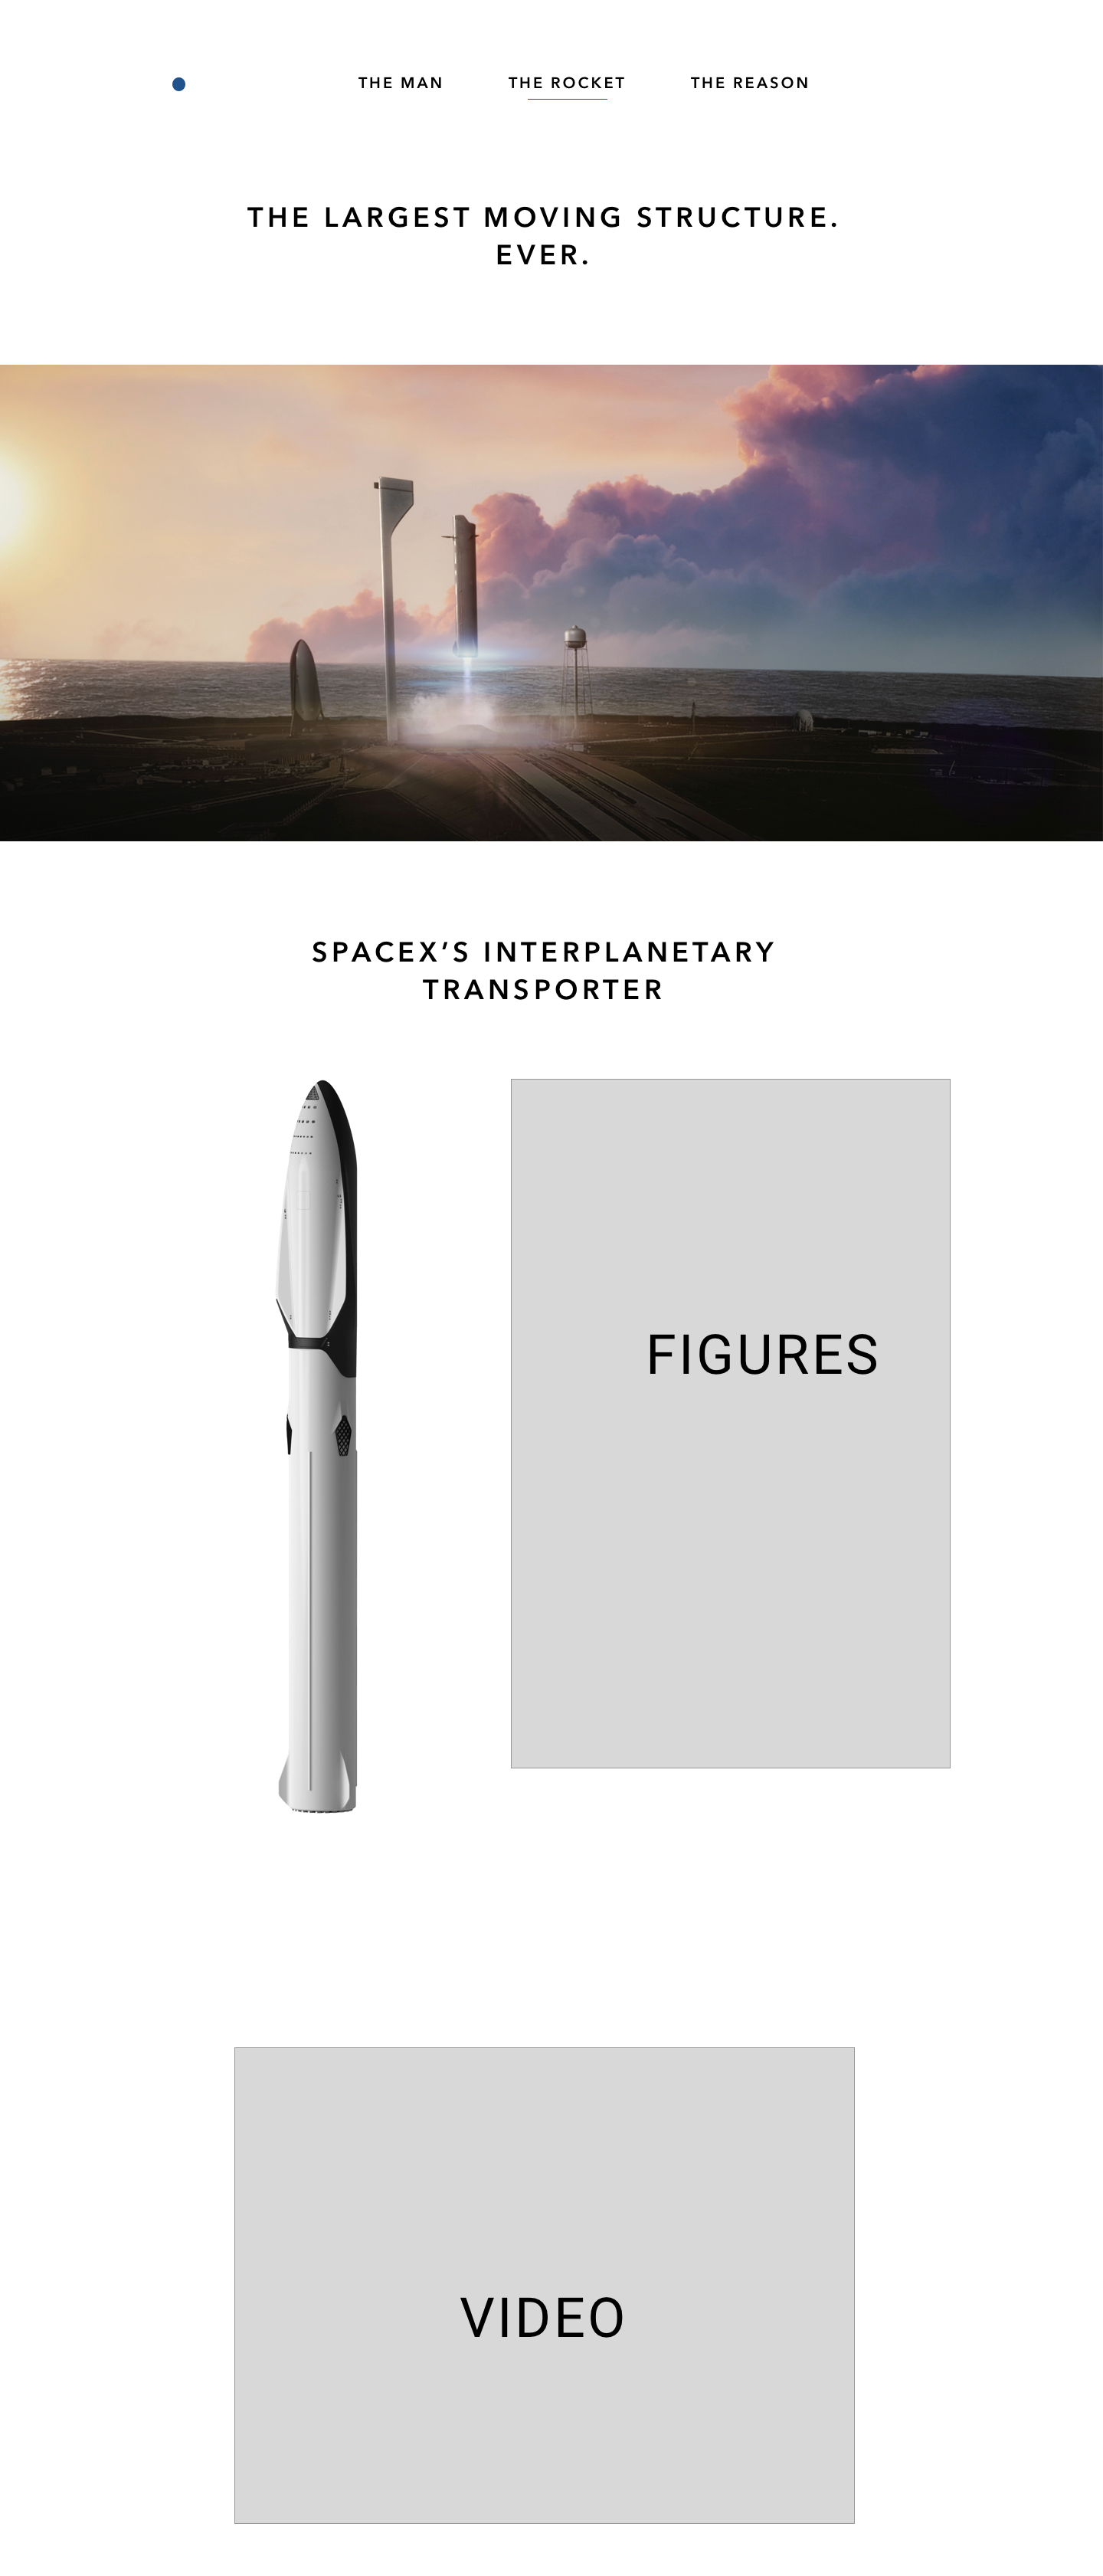 THE MAN THE ROCKET THE REASON
THE LARGEST MOVING STRUCTURE.
EVER.
SPACEX’S INTERPLANETARY
TRANSPORTER
FIGURES
VIDEO